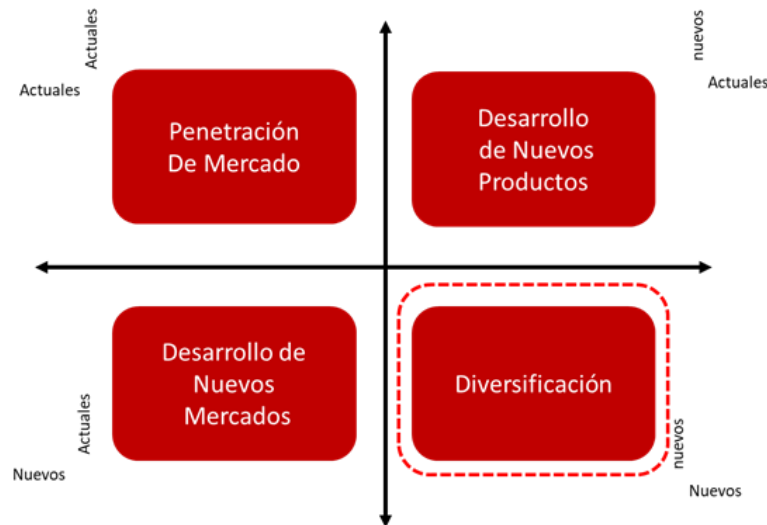 Actuales
Actuales
nuevos
Actuales
Penetración
De Mercado
Desarrollo
de Nuevos
Productos
Desarrollo de
Nuevos
Mercados
Diversificación
Actuales
Nuevos
nuevos
Nuevos